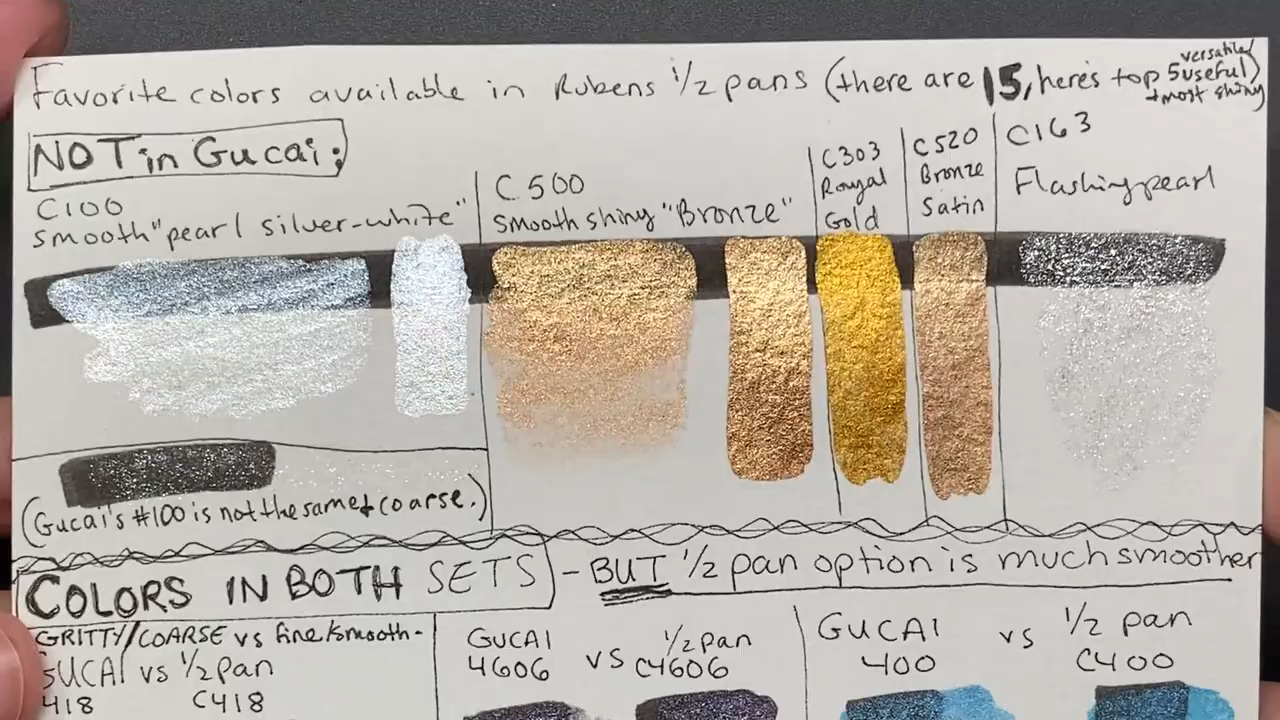 Favorite colors available in Rubens 1/2 pans (there are 15, here's top 5 useful)
versatile/
+most shiny
NOT in Gucai:
C100
smooth "pearl silver-white"
C500
smooth shiny "Bronze"
C303
Royal
Gold
C520
Bronze
Satin
C163
Flashing pearl
(Gucai's #100 is not the same + coarse.)
COLORS IN BOTH SETS - BUT 1/2 pan option is much smoother
GRITTY/COARSE vs fine/smooth-
GUCAI vs 1/2 pan
418 C418
GUCAI
4606
vs
1/2 pan
C4606
GUCAI
400
vs
1/2 pan
C400